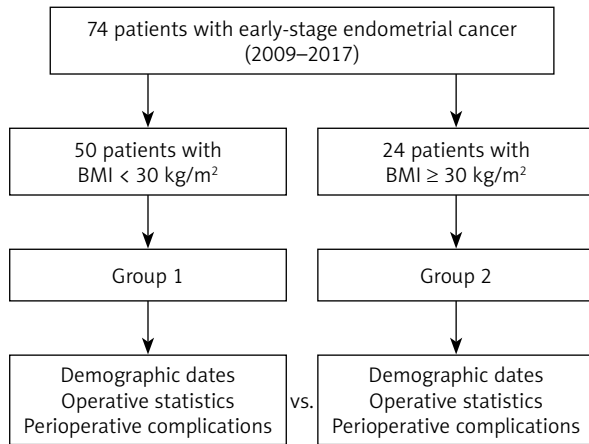 74 patients with early-stage endometrial cancer
(2009–2017)
50 patients with
BMI < 30 kg/m²
24 patients with
BMI ≥ 30 kg/m²
Group 1
Group 2
Demographic dates
Operative statistics
Perioperative complications
vs.
Demographic dates
Operative statistics
Perioperative complications